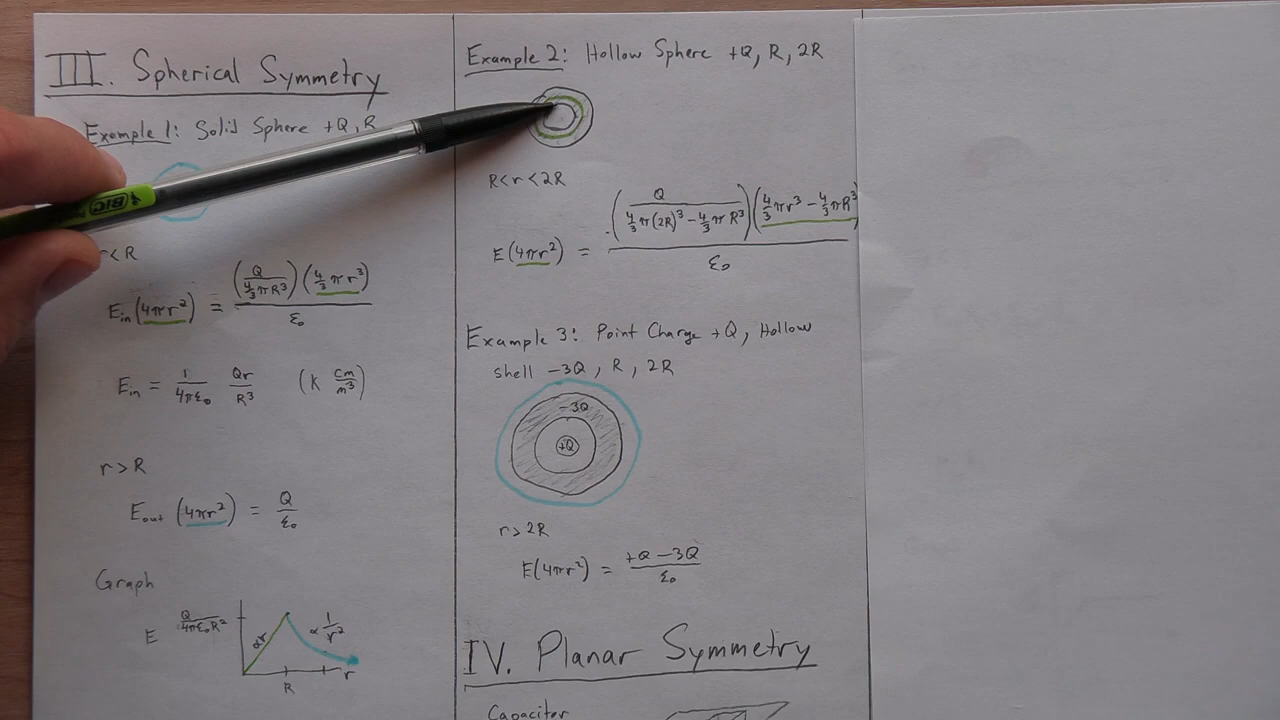 III. Spherical Symmetry
Example 1: Solid Sphere +Q, R
r<R
E_in (4πr²) = (Q / (4/3 πR³)) (4/3 πr³) / ε₀
E_in = 1/(4πε₀) Qr/R³ (K Cm/m³)
r>R
E_out (4πr²) = Q/ε₀
Graph
E Q/(4πε₀R²) αr α 1/r²
R r
BIC
Example 2: Hollow Sphere +Q, R, 2R
R<r<2R
E(4πr²) = (Q / (4/3 π(2R)³ − 4/3 πR³)) (4/3 πr³ − 4/3 πR³) / ε₀
Example 3: Point Charge +Q, Hollow
shell −3Q, R, 2R
−3Q
+Q
r>2R
E(4πr²) = (+Q −3Q)/ε₀
IV. Planar Symmetry
Capacitor